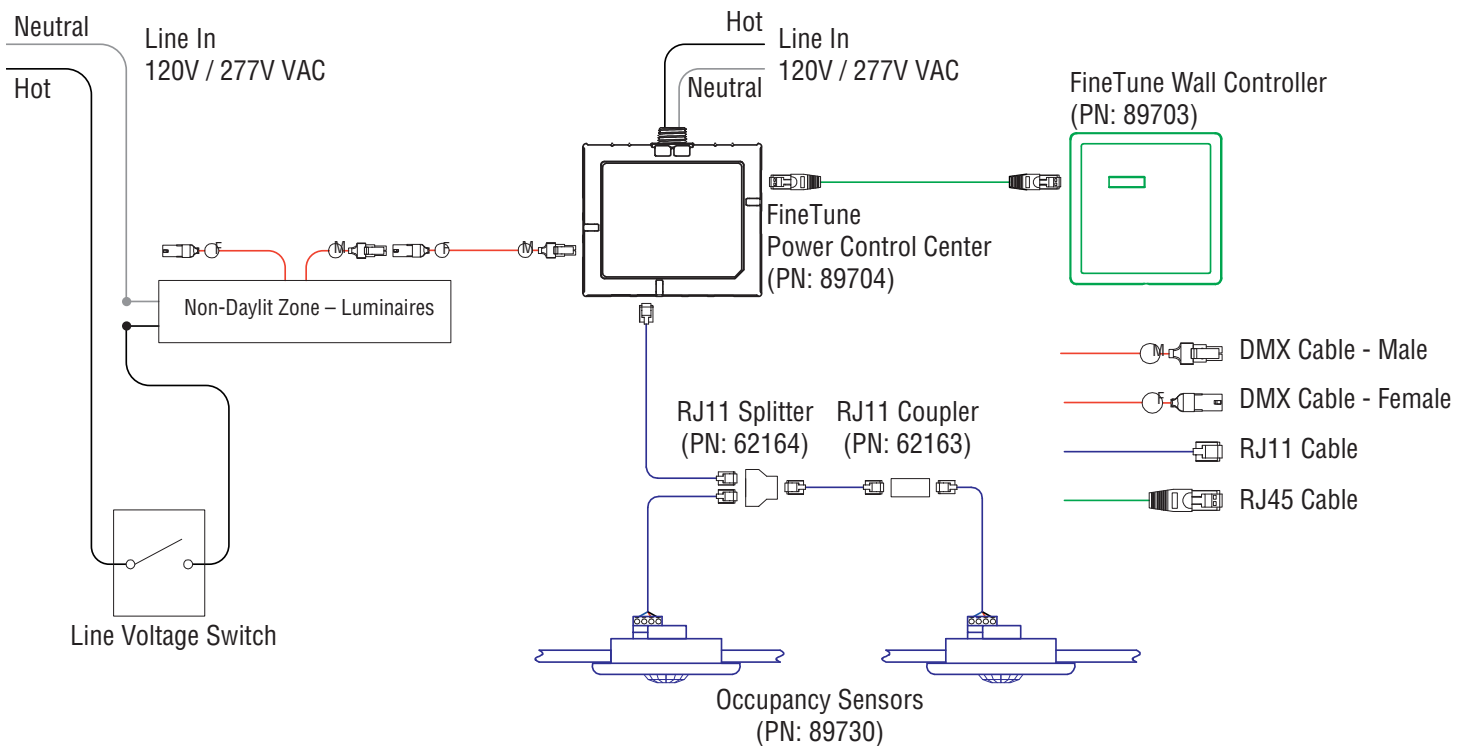 Neutral
Hot
Line In
120V / 277V VAC
Hot
Neutral
Line In
120V / 277V VAC
FineTune Wall Controller
(PN: 89703)
FineTune
Power Control Center
(PN: 89704)
F
M
F
M
Non-Daylit Zone – Luminaires
Line Voltage Switch
RJ11 Splitter
(PN: 62164)
RJ11 Coupler
(PN: 62163)
Occupancy Sensors
(PN: 89730)
M
DMX Cable - Male
F
DMX Cable - Female
RJ11 Cable
RJ45 Cable